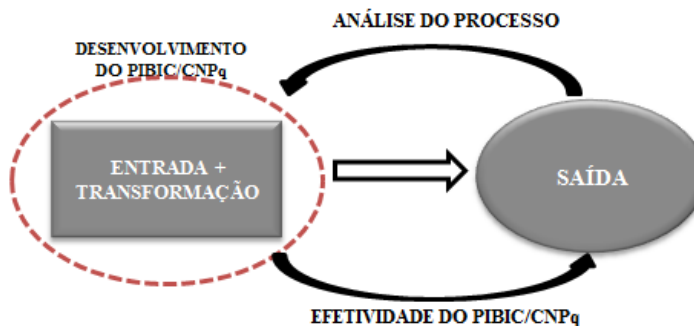 ANÁLISE DO PROCESSO
DESENVOLVIMENTO
DO PIBIC/CNPq
ENTRADA +
TRANSFORMAÇÃO
SAÍDA
EFETIVIDADE DO PIBIC/CNPq